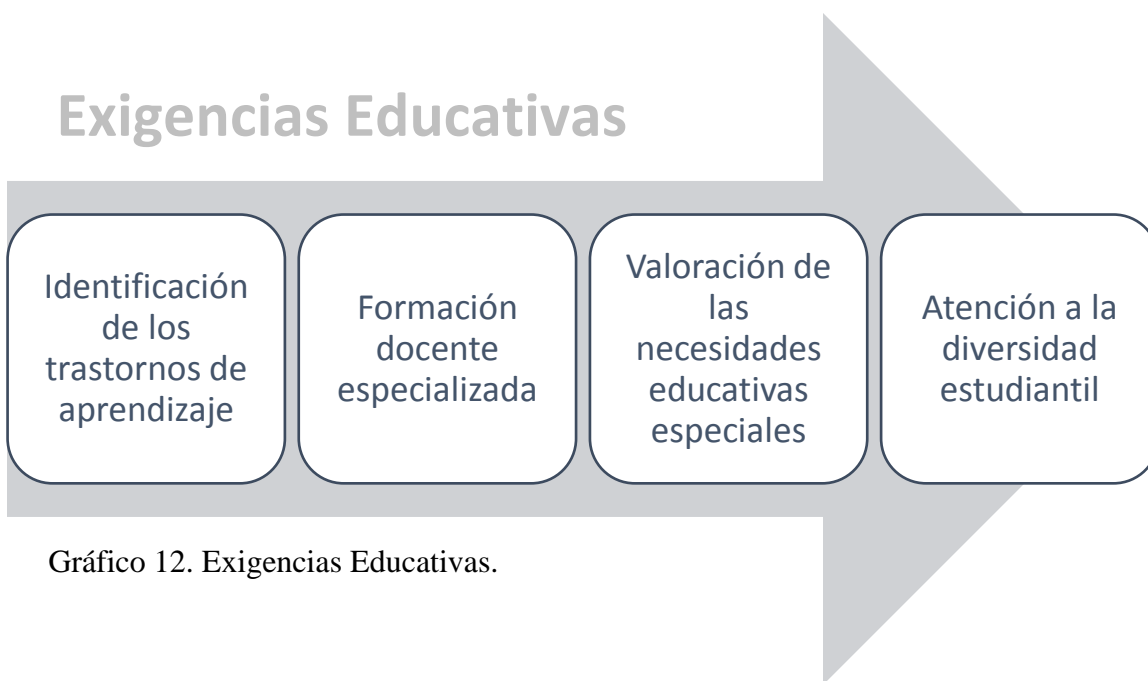 Exigencias Educativas
Identificación
de los
trastornos de
aprendizaje
Formación
docente
especializada
Valoración de
las
necesidades
educativas
especiales
Atención a la
diversidad
estudiantil
Gráfico 12. Exigencias Educativas.